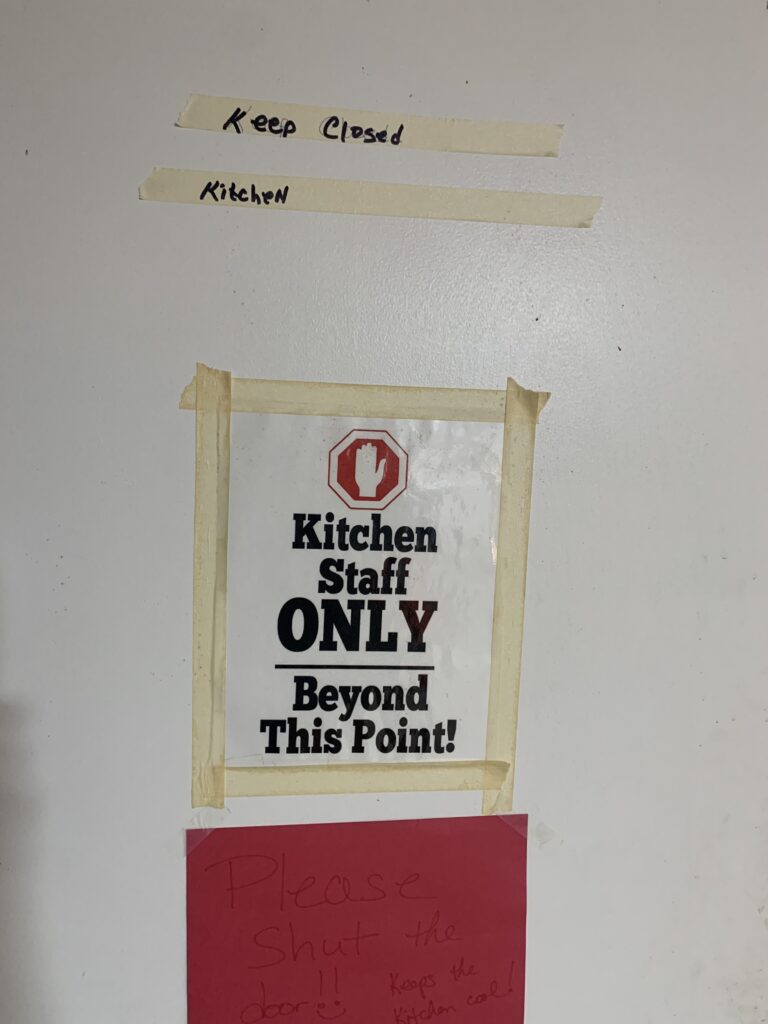 Keep Closed
Kitchen
Kitchen
Staff
ONLY
Beyond
This Point!
Please
Shut the
door!!
Keeps the
Kitchen cool!